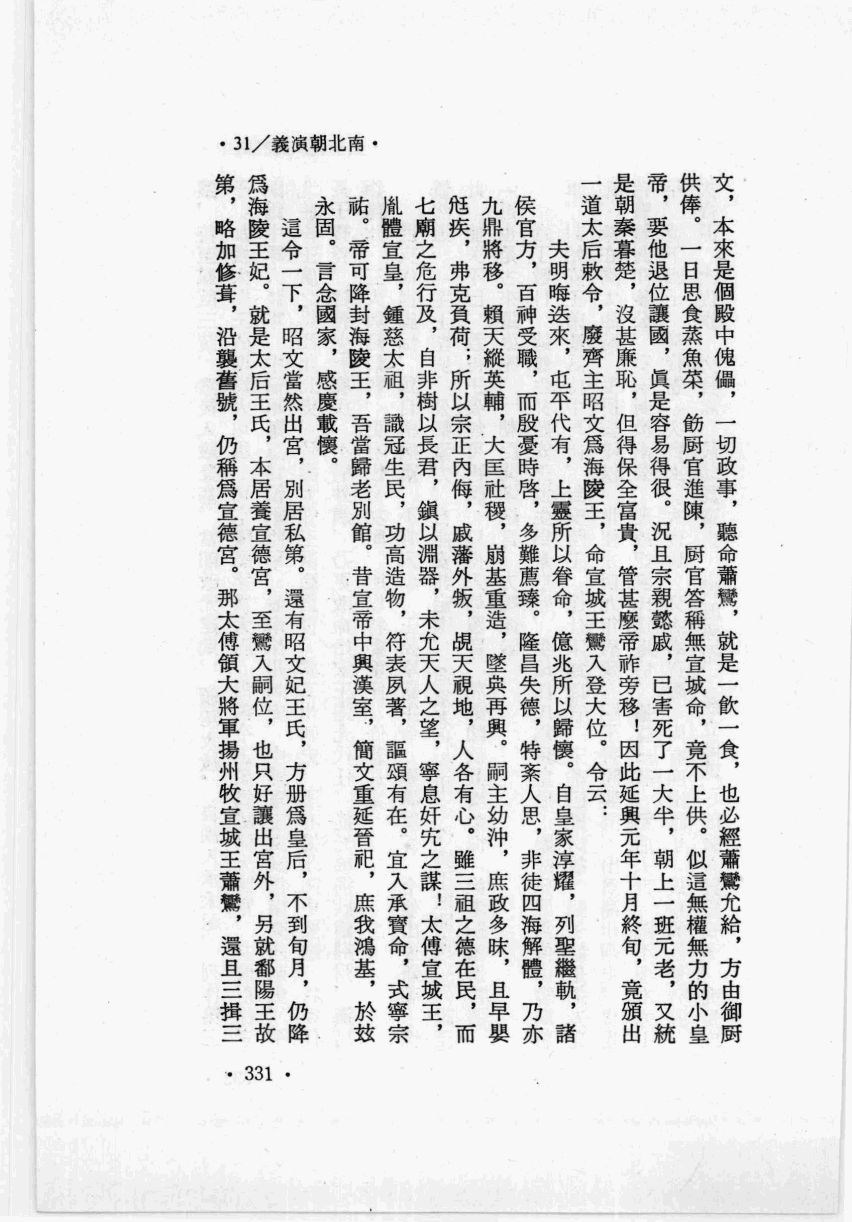 ・31／義演朝北南・
文，本來是個殿中傀儡，一切政事，聽命蕭鸞，就是一飲一食，也必經蕭鸞允給，方由御厨
供俸。一日思食蒸魚菜，飭厨官進陳，厨官答稱無宣城命，竟不上供。似這無權無力的小皇
帝，要他退位讓國，眞是容易得很。況且宗親懿戚，已害死了一大半，朝上一班元老，又統
是朝秦暮楚，沒甚廉恥，但得保全富貴，管甚麽帝祚旁移！因此延興元年十月終旬，竟頒出
一道太后敕令，廢齊主昭文爲海陵王，命宣城王鸞入登大位。令云：
夫明晦迭來，屯平代有，上靈所以眷命，億兆所以歸懷。自皇家淳耀，列聖繼軌，諸
侯官方，百神受職，而殷憂時啓，多難薦臻。隆昌失德，特紊人思，非徒四海解體，乃亦
九鼎將移。賴天縱英輔，大匡社稷，崩基重造，墜典再興。嗣主幼沖，庶政多昧，且早嬰
尫疾，弗克負荷；所以宗正內侮，戚藩外叛，覘天視地，人各有心。雖三祖之德在民，而
七廟之危行及，自非樹以長君，鎭以淵器，未允天人之望，寧息奸宄之謀！太傅宣城王，
胤體宣皇，鍾慈太祖，識冠生民，功高造物，符表夙著，謳頌有在。宜入承寶命，式寧宗
祐。帝可降封海陵王，吾當歸老別館。昔宣帝中興漢室，簡文重延晉祀，庶我鴻基，於玆
永固。言念國家，感慶載懷。
這令一下，昭文當然出宮，別居私第。還有昭文妃王氏，方册爲皇后，不到旬月，仍降
爲海陵王妃。就是太后王氏，本居養宣德宮，至鸞入嗣位，也只好讓出宮外，另就鄱陽王故
第，略加修葺，沿襲舊號，仍稱爲宣德宮。那太傅領大將軍揚州牧宣城王蕭鸞，還且三揖三
・331・